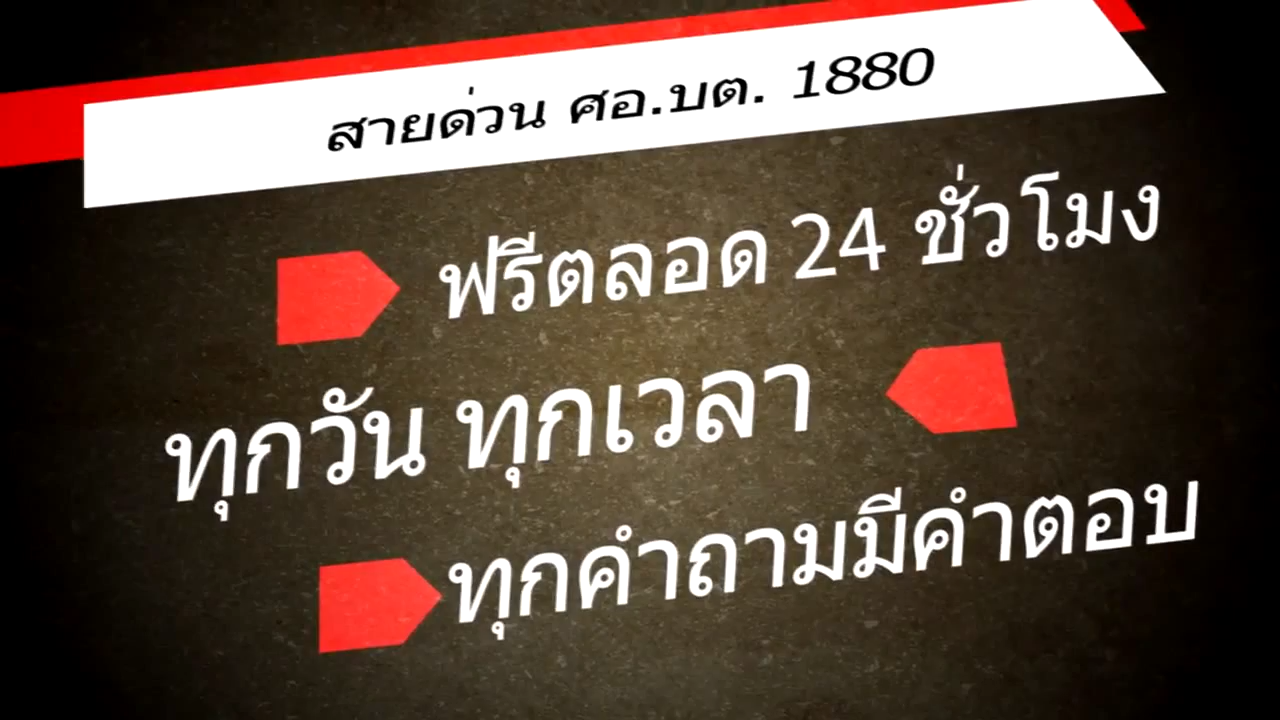 สายด่วน ศอ.บต. 1880
ฟรีตลอด 24 ชั่วโมง
ทุกวัน ทุกเวลา
ทุกคำถามมีคำตอบ